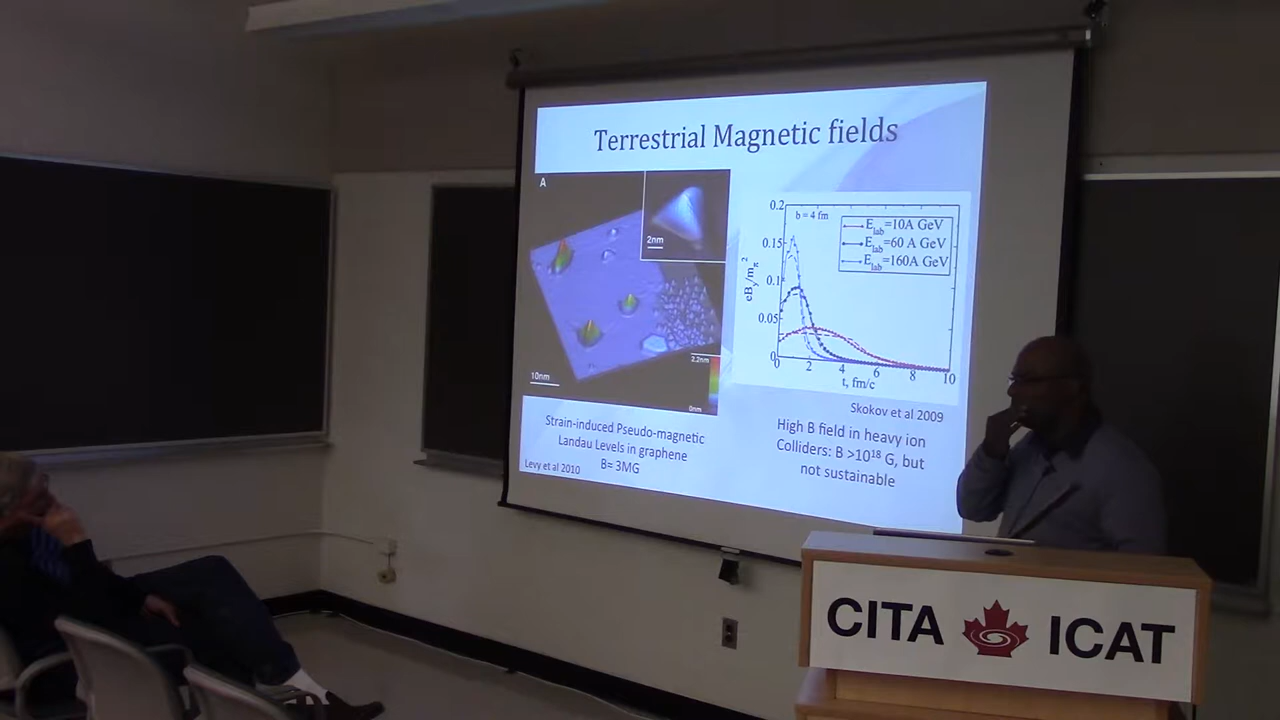 Terrestrial Magnetic fields
A
2nm
10nm
2.2nm
0nm
Strain-induced Pseudo-magnetic
Landau Levels in graphene
B= 3MG
Levy et al 2010
b = 4 fm
E_lab=10A GeV
E_lab=60 A GeV
E_lab=160A GeV
eB_y/m_π^2
0.2
0.15
0.1
0.05
0
0 2 4 6 8 10
t, fm/c
Skokov et al 2009
High B field in heavy ion
Colliders: B >10^18 G, but
not sustainable
CITA ICAT